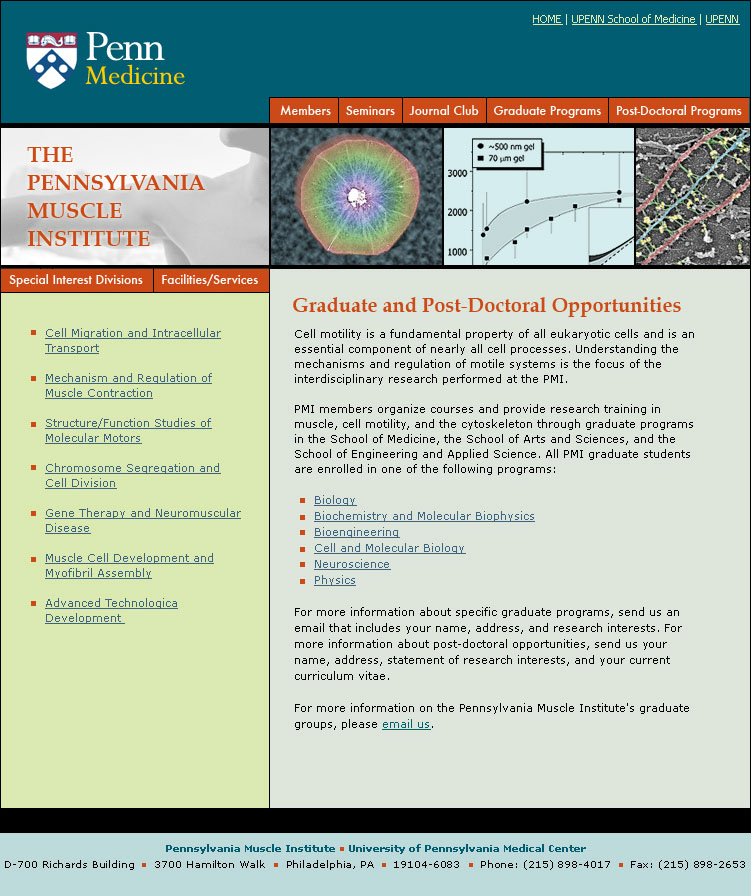 HOME | UPENN School of Medicine | UPENN
Penn
Medicine
Members
Seminars
Journal Club
Graduate Programs
Post-Doctoral Programs
THE
PENNSYLVANIA
MUSCLE
INSTITUTE
~500 nm gel
70 µm gel
3000
2000
1000
Special Interest Divisions
Facilities/Services
Cell Migration and Intracellular
Transport
Mechanism and Regulation of
Muscle Contraction
Structure/Function Studies of
Molecular Motors
Chromosome Segregation and
Cell Division
Gene Therapy and Neuromuscular
Disease
Muscle Cell Development and
Myofibril Assembly
Advanced Technologica
Development
Graduate and Post-Doctoral Opportunities
Cell motility is a fundamental property of all eukaryotic cells and is an
essential component of nearly all cell processes. Understanding the
mechanisms and regulation of motile systems is the focus of the
interdisciplinary research performed at the PMI.
PMI members organize courses and provide research training in
muscle, cell motility, and the cytoskeleton through graduate programs
in the School of Medicine, the School of Arts and Sciences, and the
School of Engineering and Applied Science. All PMI graduate students
are enrolled in one of the following programs:
Biology
Biochemistry and Molecular Biophysics
Bioengineering
Cell and Molecular Biology
Neuroscience
Physics
For more information about specific graduate programs, send us an
email that includes your name, address, and research interests. For
more information about post-doctoral opportunities, send us your
name, address, statement of research interests, and your current
curriculum vitae.
For more information on the Pennsylvania Muscle Institute's graduate
groups, please email us.
Pennsylvania Muscle Institute ▪ University of Pennsylvania Medical Center
D-700 Richards Building ▪ 3700 Hamilton Walk ▪ Philadelphia, PA ▪ 19104-6083 ▪ Phone: (215) 898-4017 ▪ Fax: (215) 898-2653